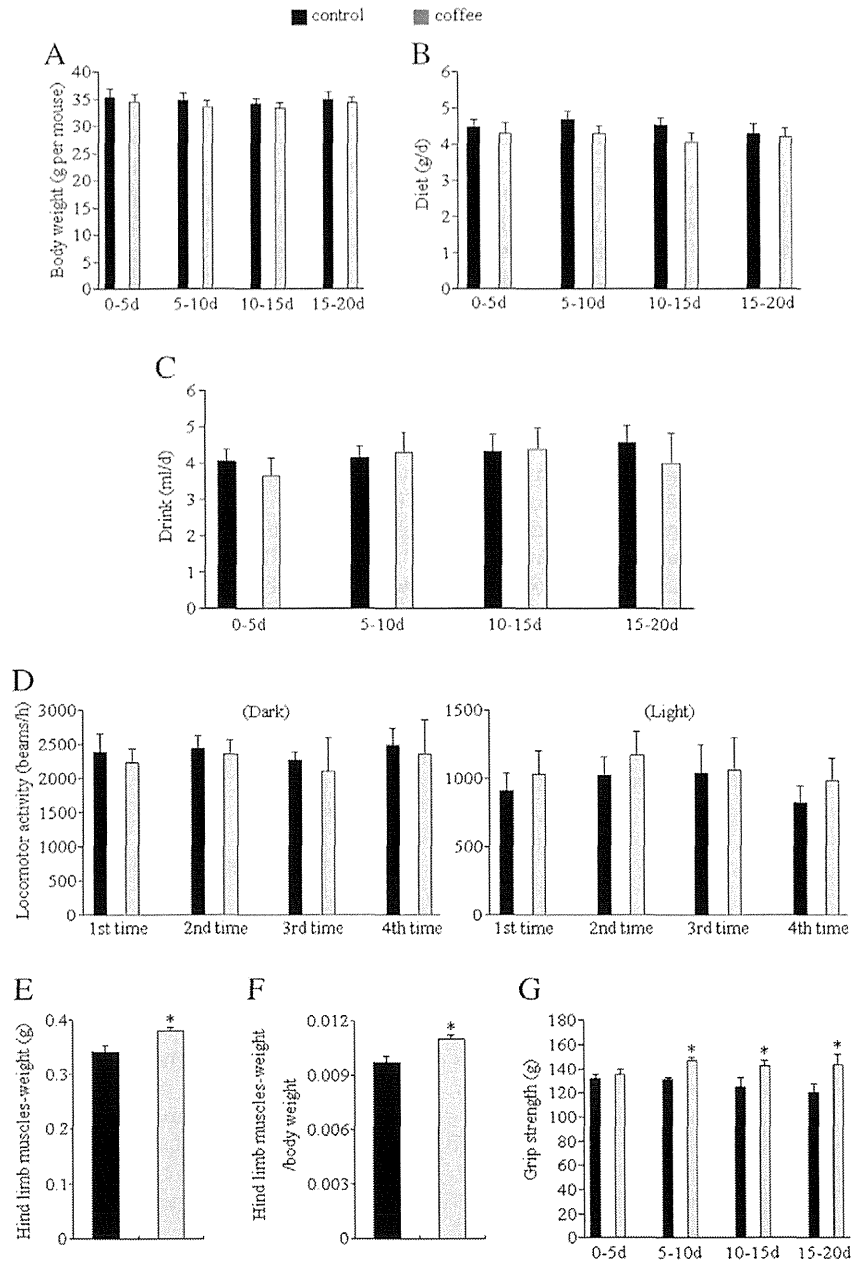 control coffee
A
Body weight (g per mouse)
40
35
30
25
20
15
10
5
0
0-5d 5-10d 10-15d 15-20d
B
Diet (g/d)
6
5
4
3
2
1
0
0-5d 5-10d 10-15d 15-20d
C
Drink (ml/d)
6
5
4
3
2
1
0
0-5d 5-10d 10-15d 15-20d
D
Locomotor activity (beams/h)
(Dark)
3000
2500
2000
1500
1000
500
0
1st time 2nd time 3rd time 4th time
(Light)
1500
1000
500
0
1st time 2nd time 3rd time 4th time
E
Hind limb muscles-weight (g)
0.4
0.3
0.2
0.1
0
*
F
Hind limb muscles-weight
/body weight
0.012
0.009
0.006
0.003
0
*
G
Grip strength (g)
180
160
140
120
100
80
60
40
20
0
* * *
0-5d 5-10d 10-15d 15-20d